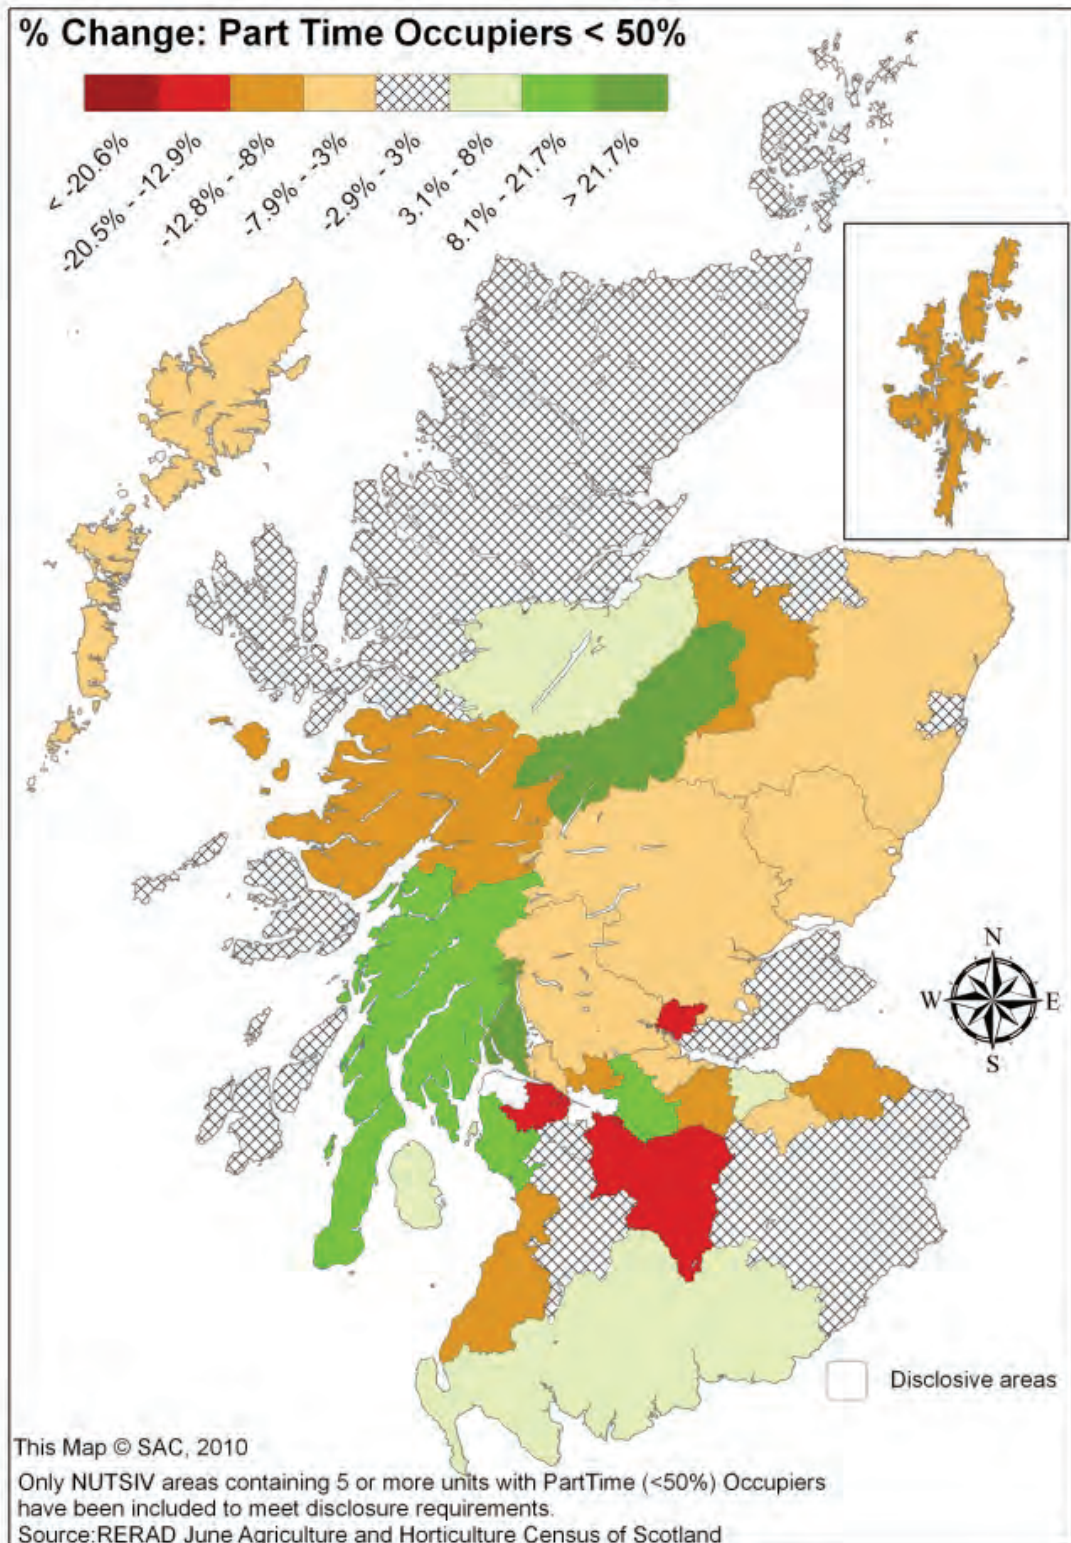 % Change: Part Time Occupiers < 50%
< -20.6%
-20.5% - -12.9%
-12.8% - -8%
-7.9% - -3%
-2.9% - 3%
3.1% - 8%
8.1% - 21.7%
> 21.7%
N
W E
S
Disclosive areas
This Map © SAC, 2010
Only NUTSIV areas containing 5 or more units with PartTime (<50%) Occupiers
have been included to meet disclosure requirements.
Source:RERAD June Agriculture and Horticulture Census of Scotland